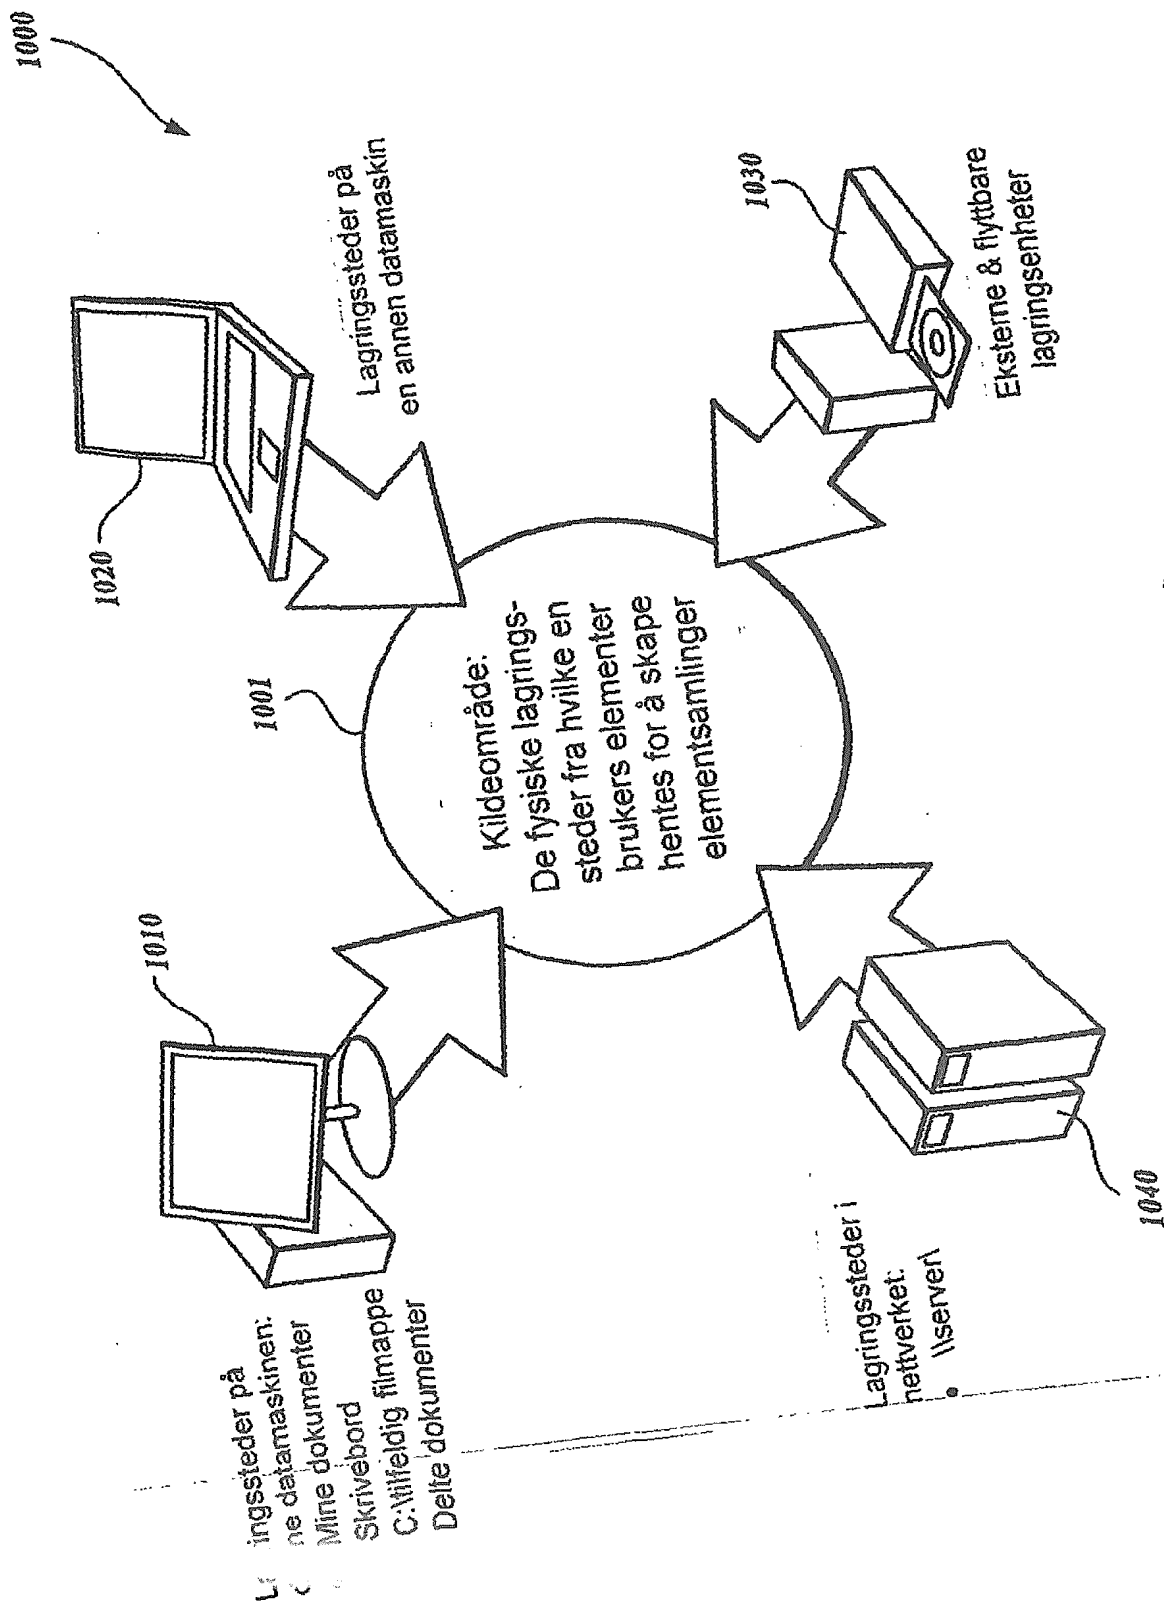 1000
1010
ingssteder på
ne datamaskinen:
Mine dokumenter
Skrivebord
C:\tilfeldig filmappe
Delte dokumenter
1020
Lagringssteder på
en annen datamaskin
1001
Kildeområde:
De fysiske lagrings-
steder fra hvilke en
brukers elementer
hentes for å skape
elementsamlinger
1040
Lagringssteder i
nettverket:
• \\server\
1030
Eksterne & flyttbare
lagringsenheter